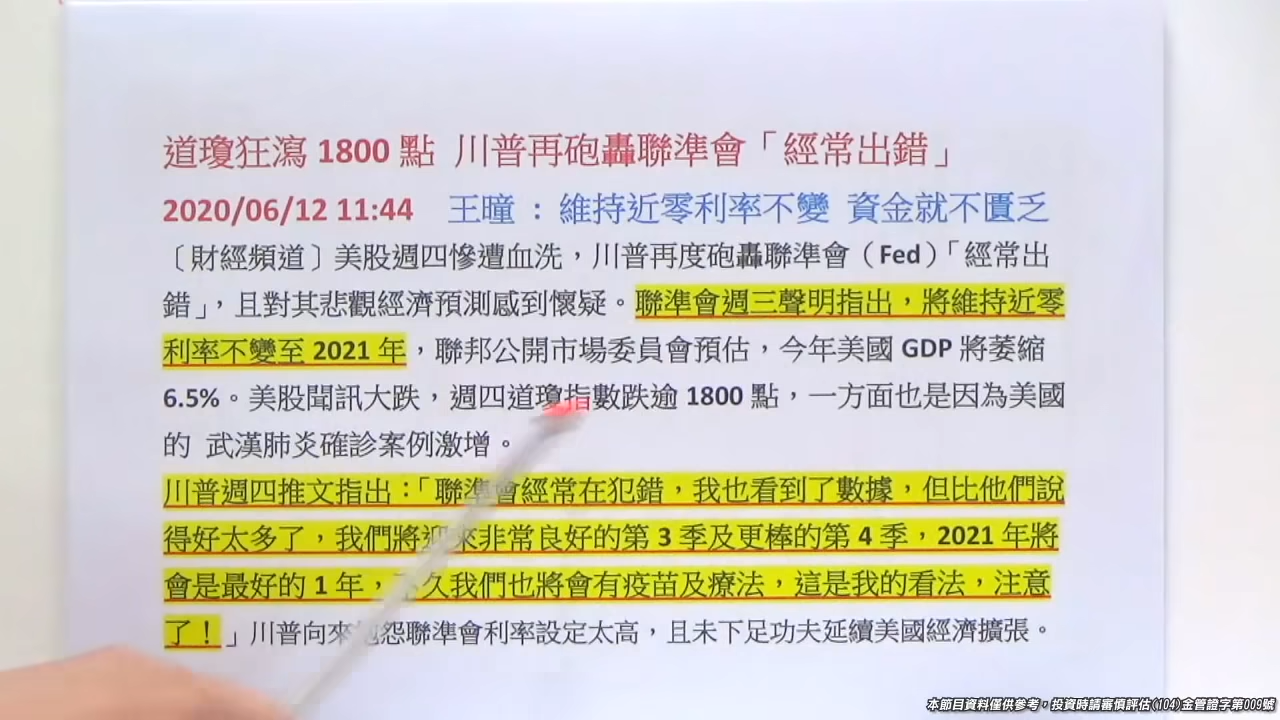 道瓊狂瀉 1800 點 川普再砲轟聯準會「經常出錯」
2020/06/12 11:44 王曈 : 維持近零利率不變 資金就不匱乏
〔財經頻道〕美股週四慘遭血洗，川普再度砲轟聯準會（Fed）「經常出
錯」，且對其悲觀經濟預測感到懷疑。聯準會週三聲明指出，將維持近零
利率不變至 2021 年，聯邦公開市場委員會預估，今年美國 GDP 將萎縮
6.5%。美股聞訊大跌，週四道瓊指數跌逾 1800 點，一方面也是因為美國
的 武漢肺炎確診案例激增。
川普週四推文指出：「聯準會經常在犯錯，我也看到了數據，但比他們說
得好太多了，我們將迎來非常良好的第 3 季及更棒的第 4 季，2021 年將
會是最好的 1 年，久我們也將會有疫苗及療法，這是我的看法，注意
了！」川普向來怨聯準會利率設定太高，且未下足功夫延續美國經濟擴張。
本節目資料僅供參考，投資時請審慎評估(104)金管證字第009號